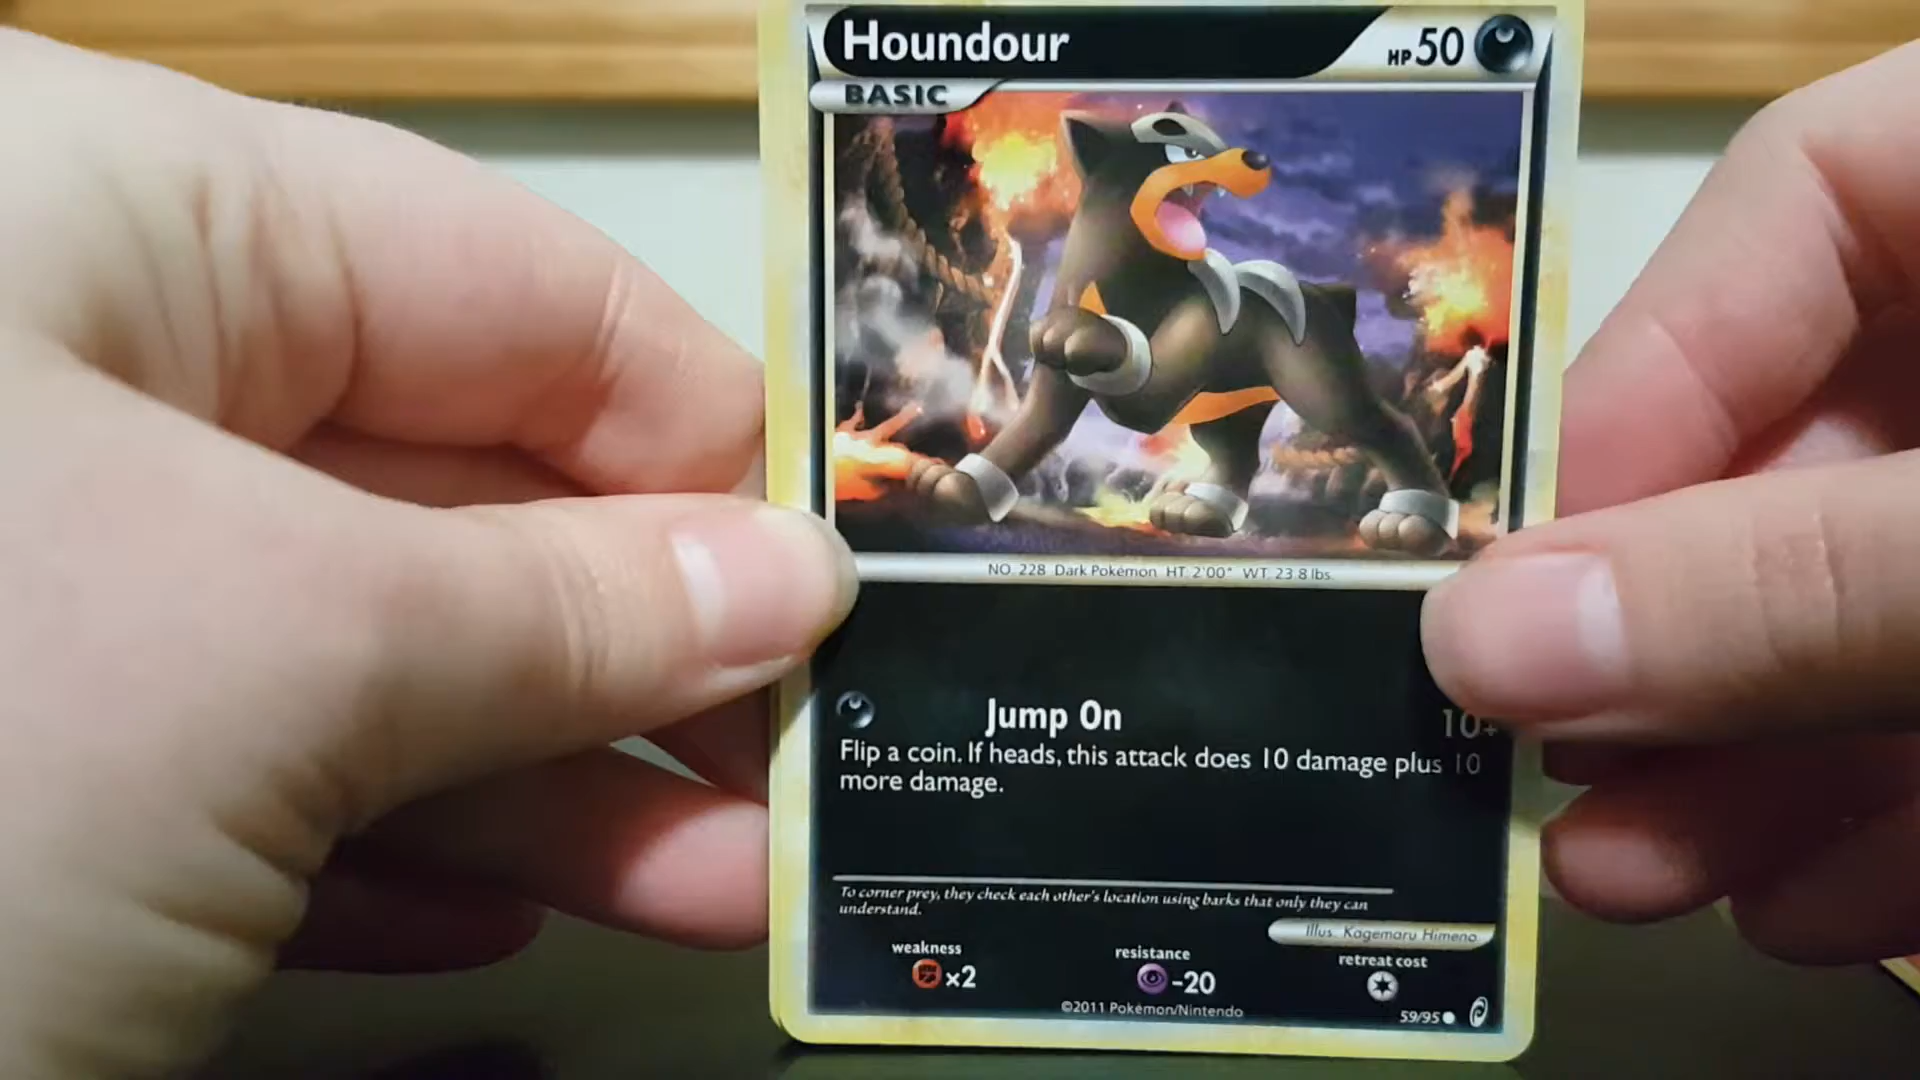 Houndour
HP 50
BASIC
NO. 228 Dark Pokémon HT. 2'00" WT. 23.8 lbs.
Jump On
10+
Flip a coin. If heads, this attack does 10 damage plus 10
more damage.
To corner prey, they check each other's location using barks that only they can
understand.
Illus. Kagemaru Himeno
weakness
resistance
retreat cost
×2
-20
©2011 Pokémon/Nintendo
59/95